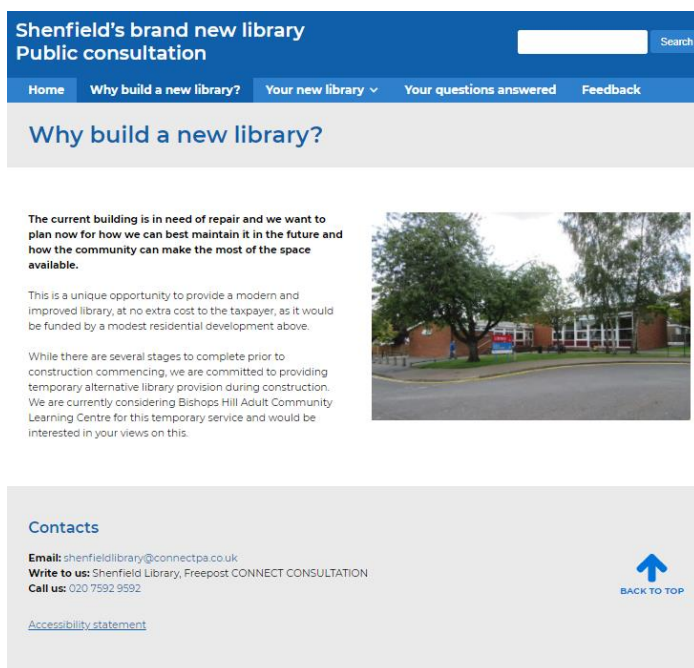 Shenfield's brand new library
Public consultation
Search
Home Why build a new library? Your new library Your questions answered Feedback
Why build a new library?
The current building is in need of repair and we want to
plan now for how we can best maintain it in the future and
how the community can make the most of the space
available.
This is a unique opportunity to provide a modern and
improved library, at no extra cost to the taxpayer, as it would
be funded by a modest residential development above.
While there are several stages to complete prior to
construction commencing, we are committed to providing
temporary alternative library provision during construction.
We are currently considering Bishops Hill Adult Community
Learning Centre for this temporary service and would be
interested in your views on this.
Contacts
Email: shenfieldlibrary@connectpa.co.uk
Write to us: Shenfield Library, Freepost CONNECT CONSULTATION
Call us: 020 7592 9592
BACK TO TOP
Accessibility statement